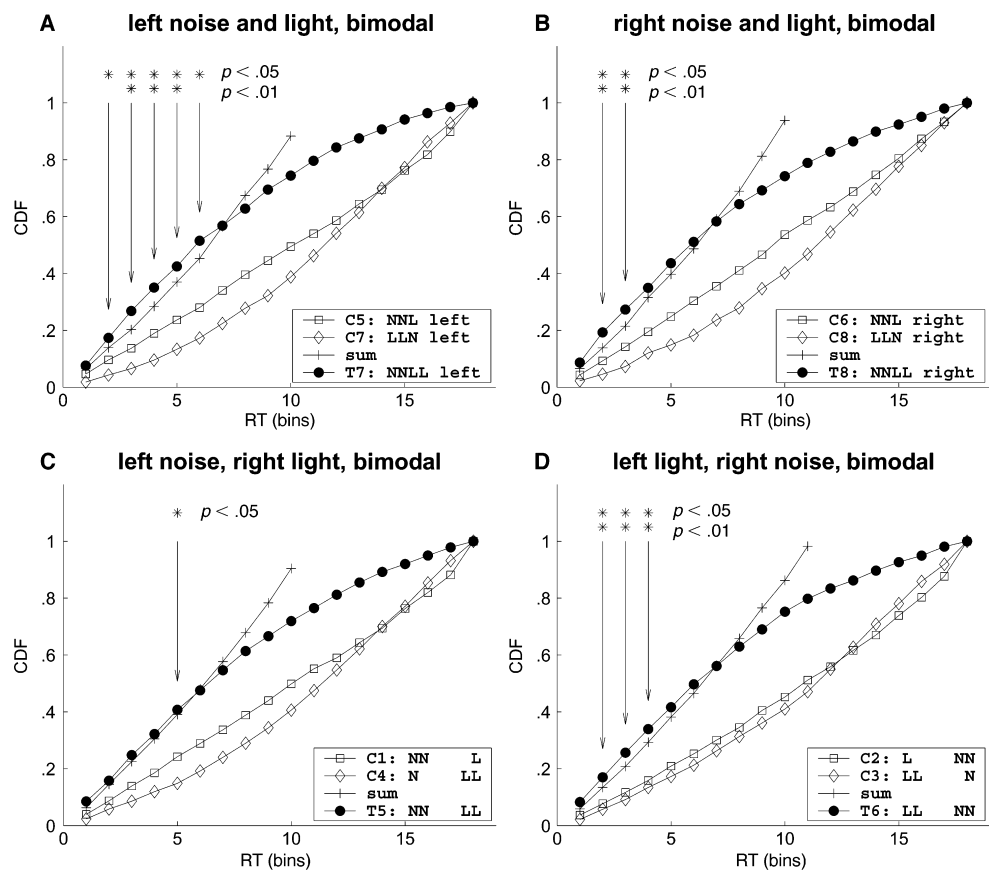 A left noise and light, bimodal
* * * * * p < .05
* * * p < .01
CDF
1
.8
.6
.4
.2
0
0 5 10 15
RT (bins)
C5: NNL left
C7: LLN left
sum
T7: NNLL left
B right noise and light, bimodal
* * p < .05
* * p < .01
CDF
1
.8
.6
.4
.2
0
0 5 10 15
RT (bins)
C6: NNL right
C8: LLN right
sum
T8: NNLL right
C left noise, right light, bimodal
* p < .05
CDF
1
.8
.6
.4
.2
0
0 5 10 15
RT (bins)
C1: NN L
C4: N LL
sum
T5: NN LL
D left light, right noise, bimodal
* * * p < .05
* * * p < .01
CDF
1
.8
.6
.4
.2
0
0 5 10 15
RT (bins)
C2: L NN
C3: LL N
sum
T6: LL NN